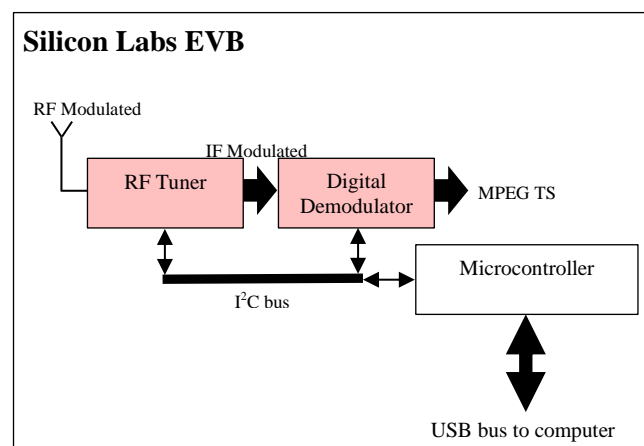 Silicon Labs EVB
RF Modulated
IF Modulated
RF Tuner
Digital
Demodulator
MPEG TS
Microcontroller
I²C bus
USB bus to computer